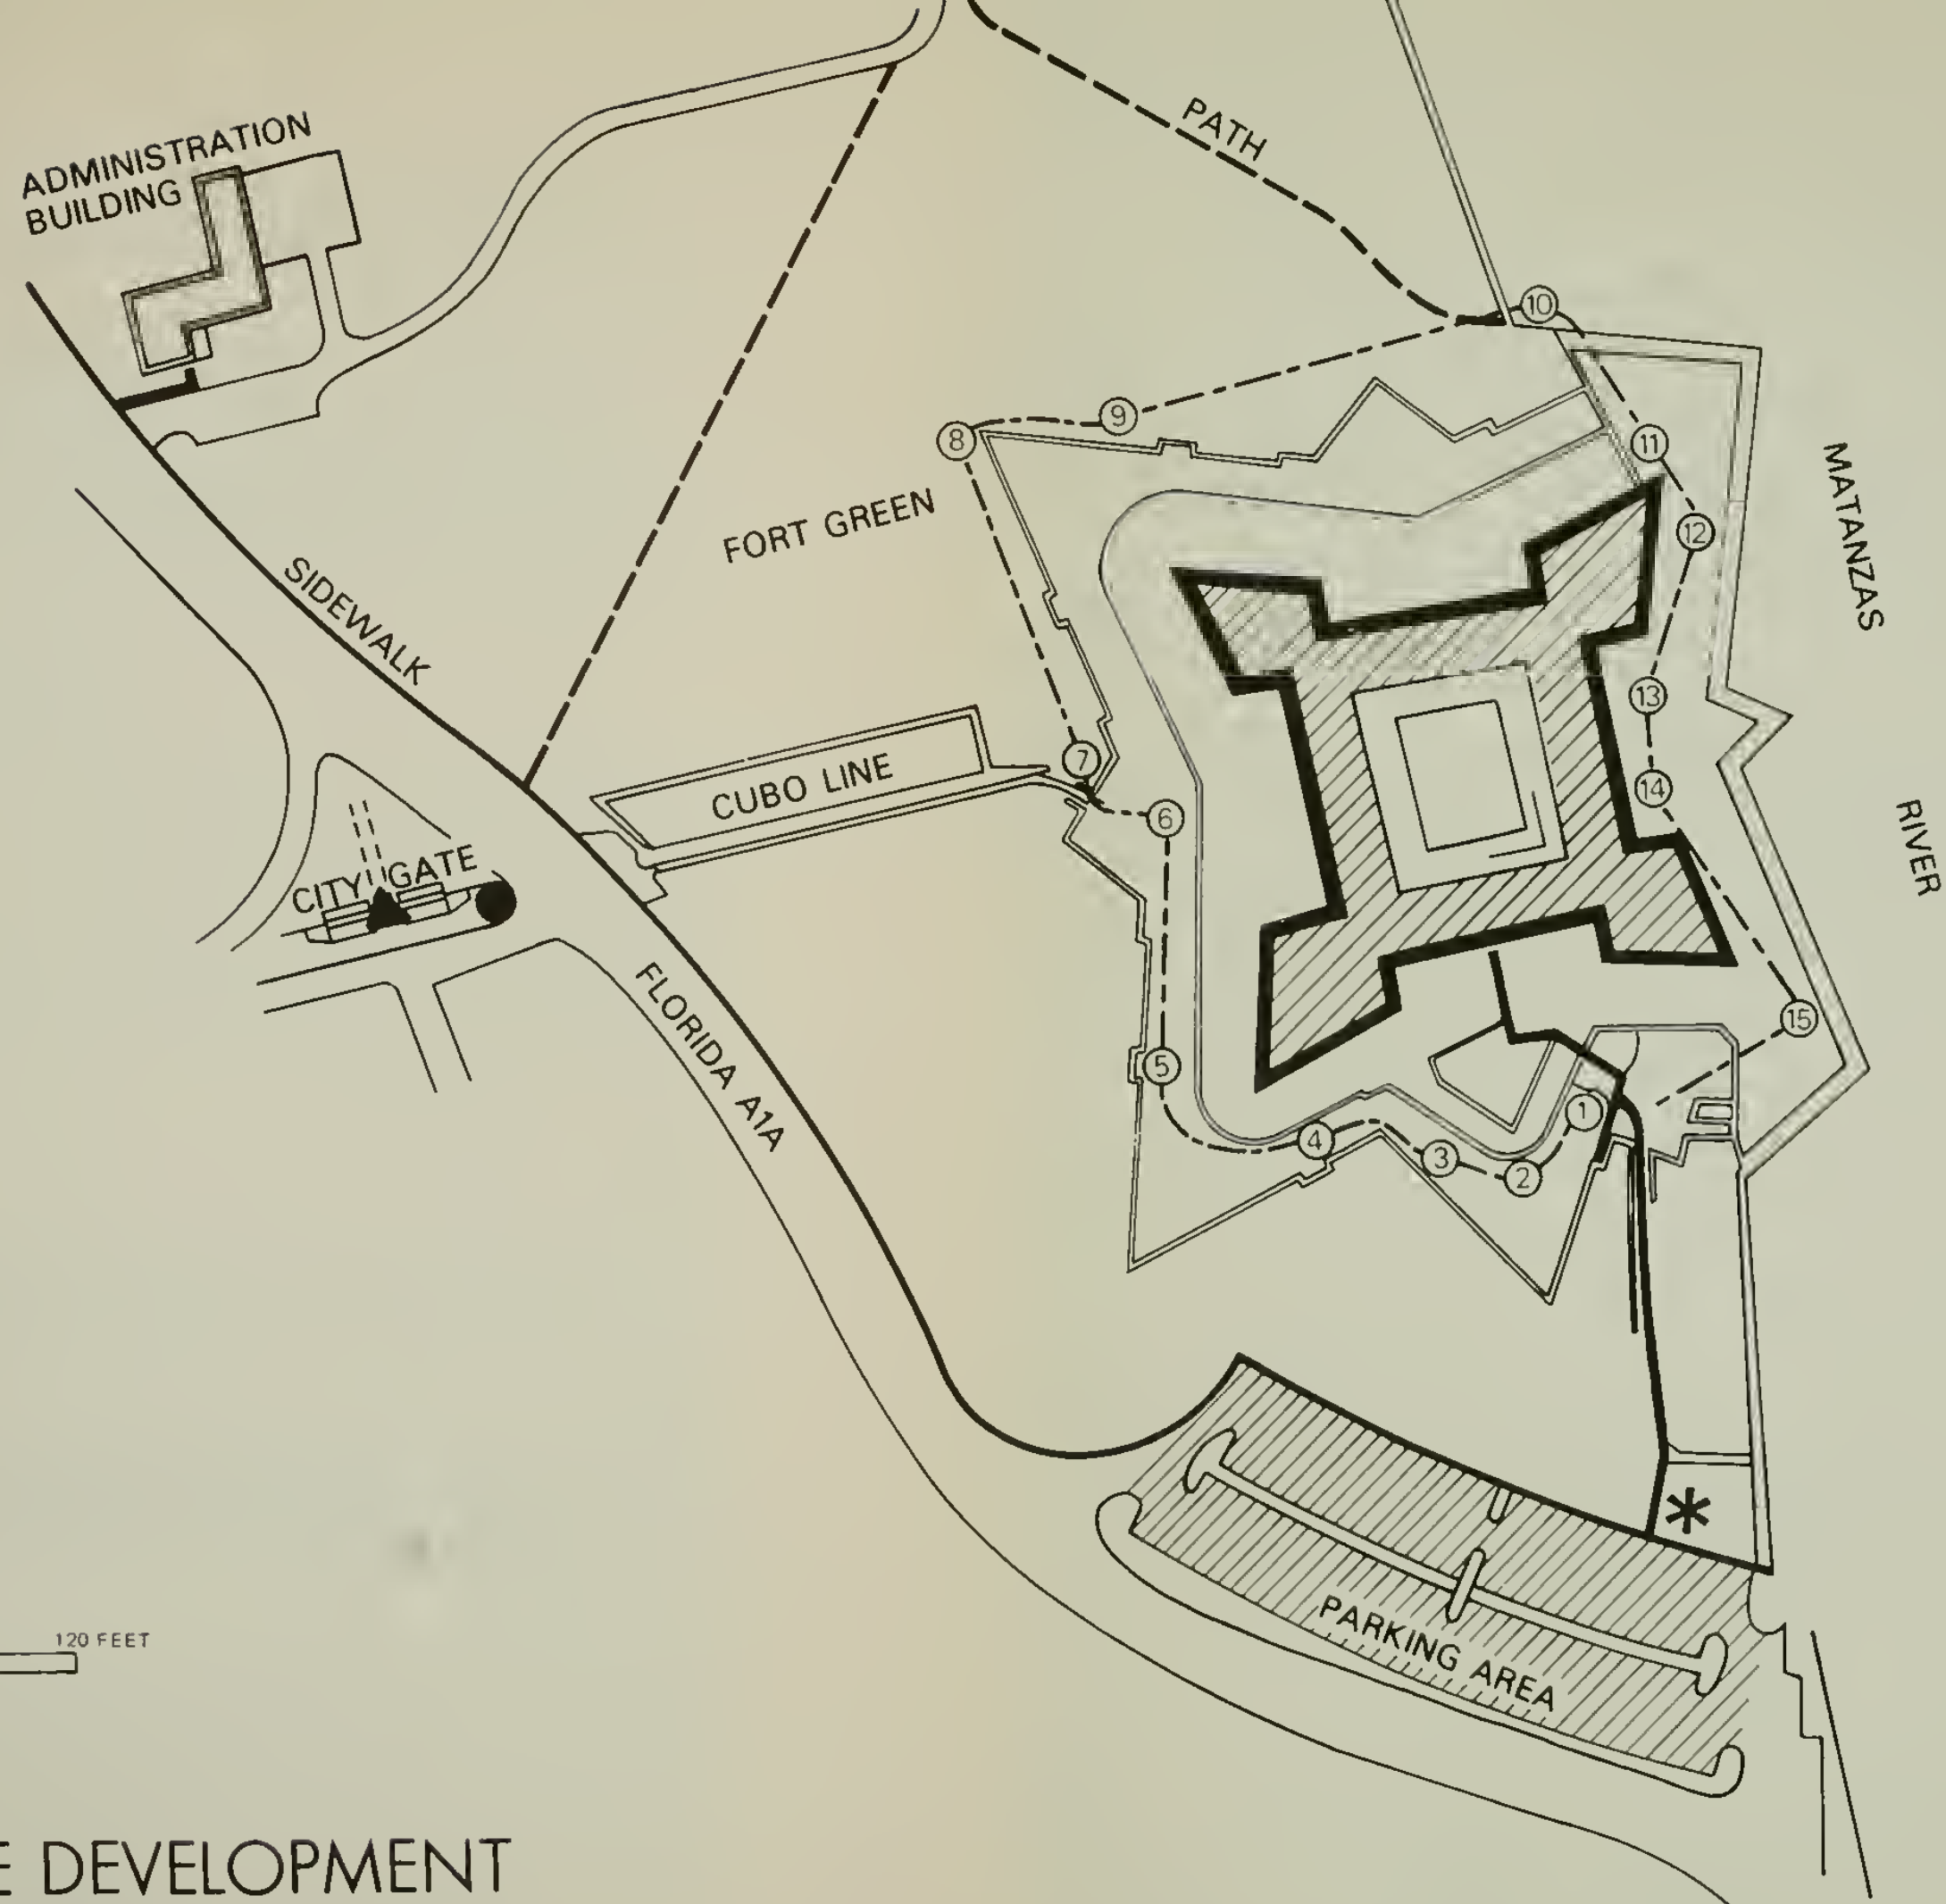 PATH
ADMINISTRATION
BUILDING
10
9
8
11
MATANZAS
FORT GREEN
12
SIDEWALK
13
7
CUBO LINE
14
6
RIVER
CITY GATE
FLORIDA A1A
15
5
1
4
3
2
*
PARKING AREA
120 FEET
E DEVELOPMENT